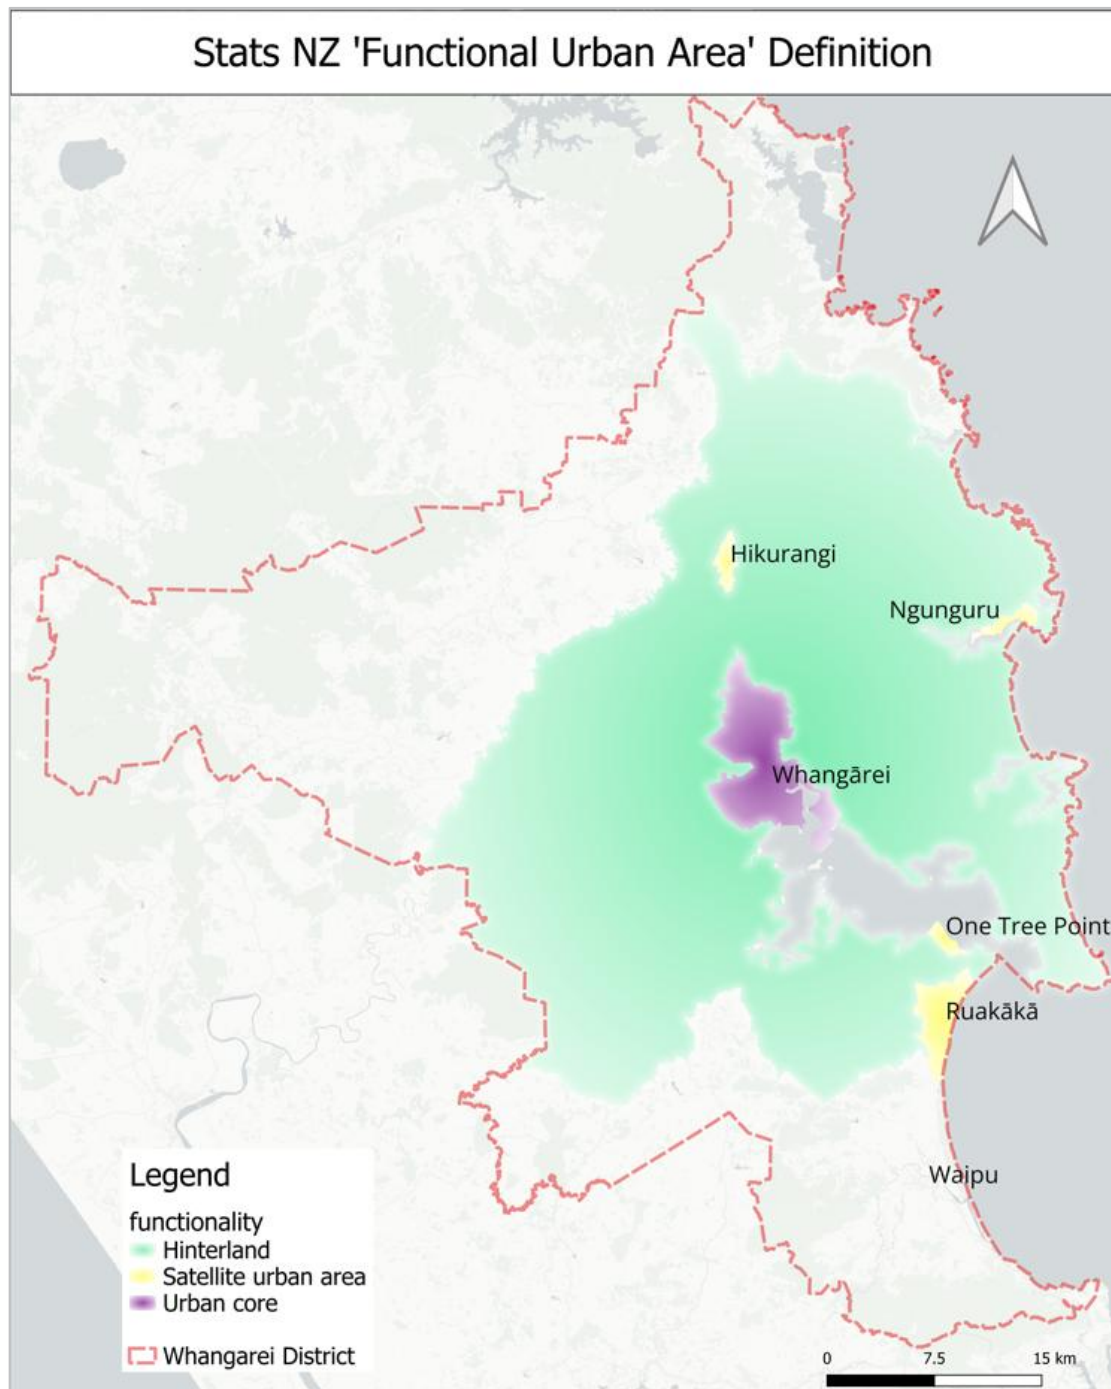 Stats NZ 'Functional Urban Area' Definition
Hikurangi
Ngunguru
Whangārei
One Tree Point
Ruakākā
Waipu
Legend
functionality
Hinterland
Satellite urban area
Urban core
Whangarei District
0 7.5 15 km